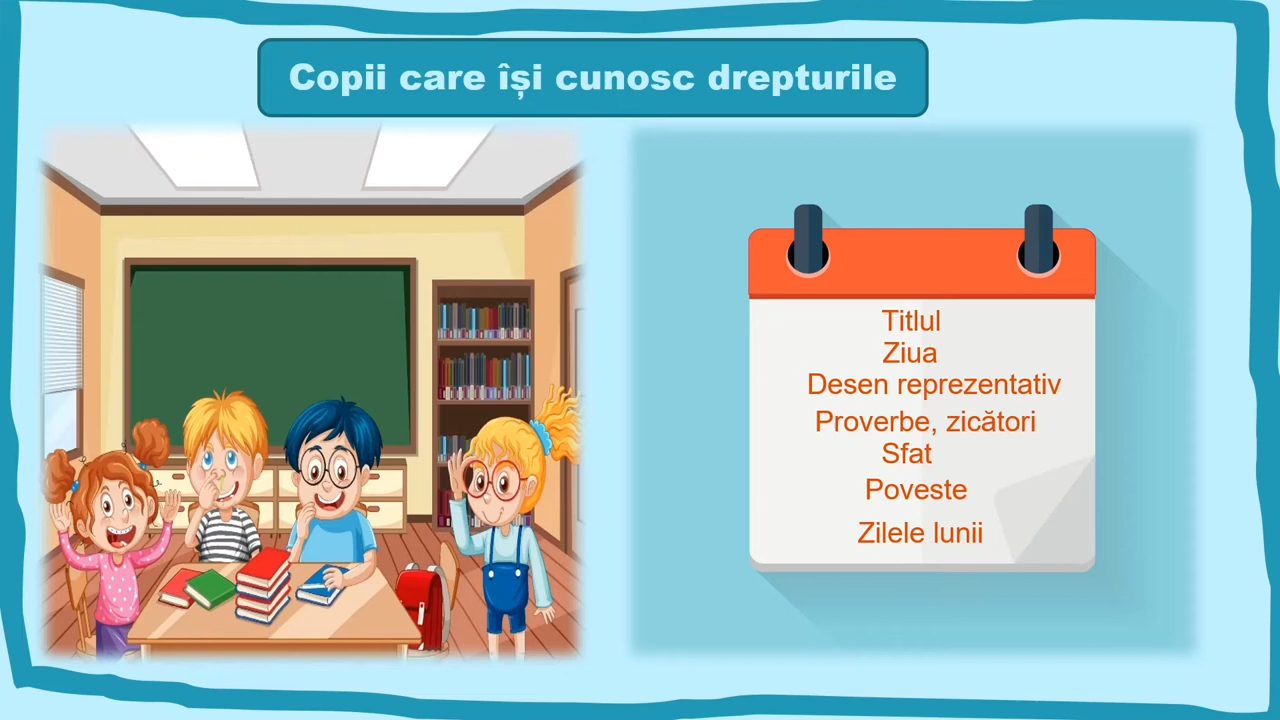 Copii care își cunosc drepturile
Titlul
Ziua
Desen reprezentativ
Proverbe, zicători
Sfat
Poveste
Zilele lunii